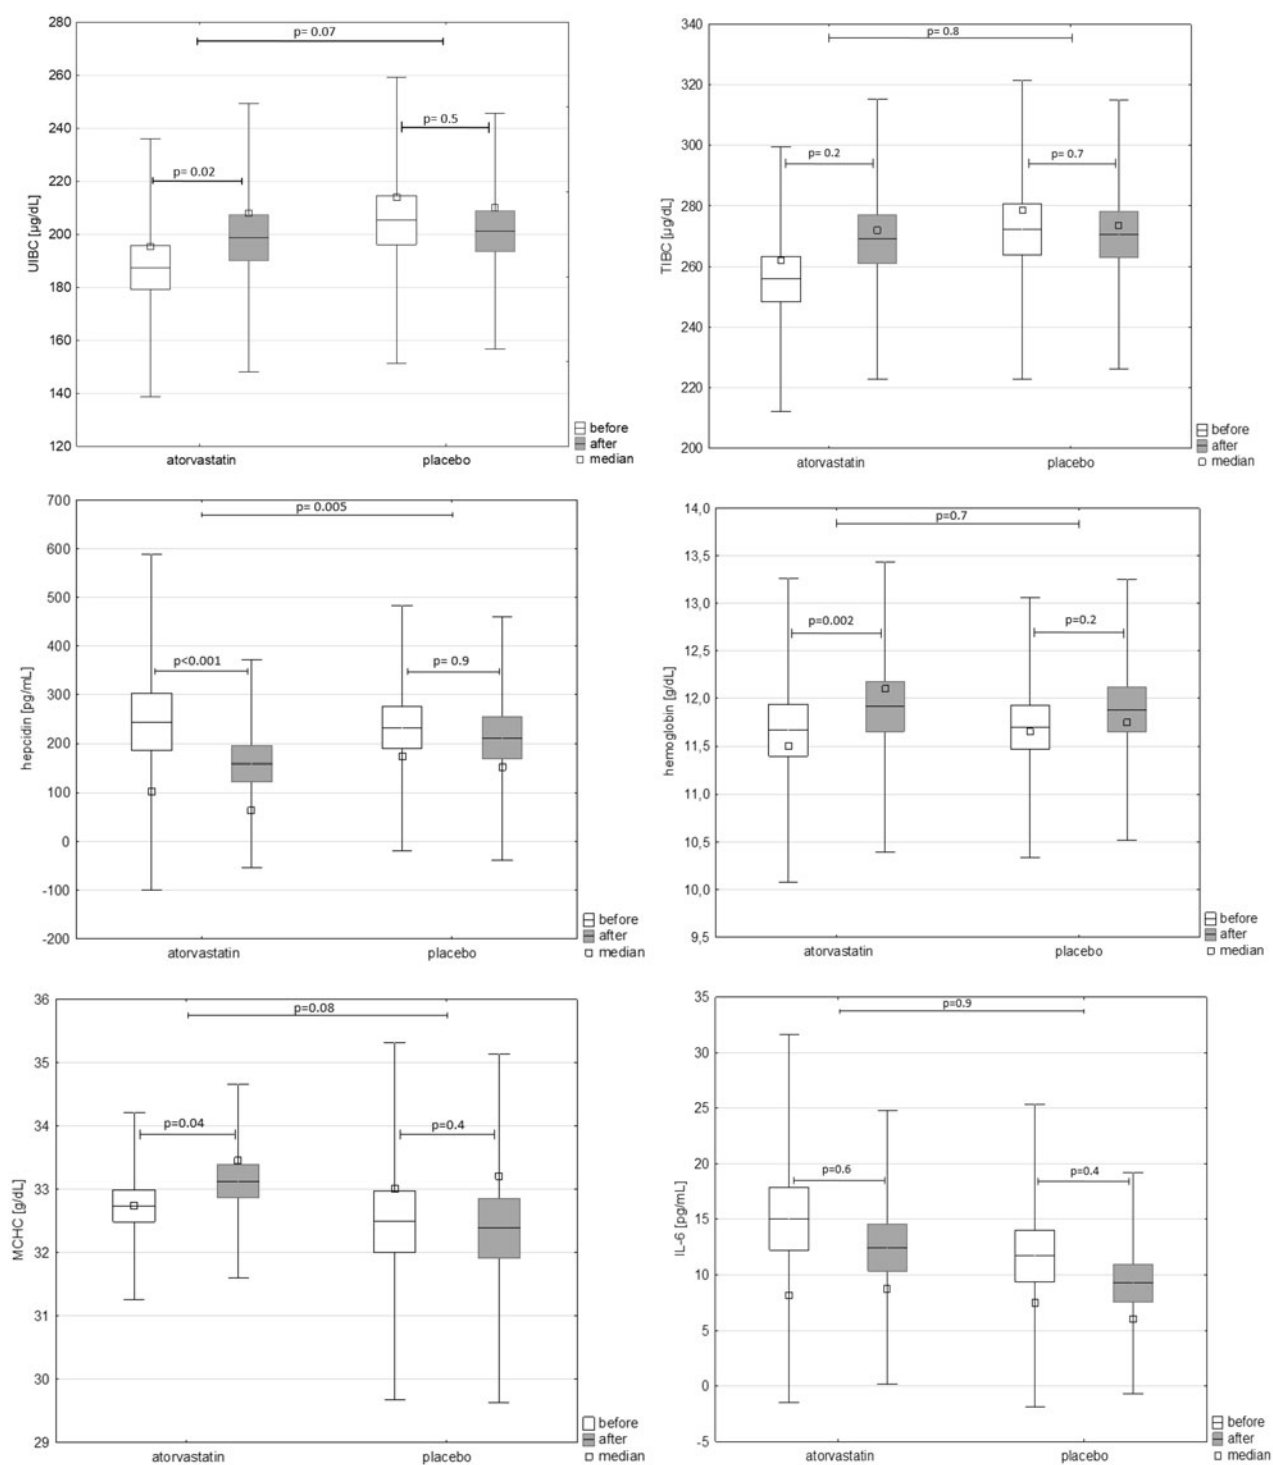 280
260
240
220
200
180
160
140
120
UIBC [µg/dL]
p= 0.07
p= 0.02
p= 0.5
atorvastatin
placebo
before
after
median
340
320
300
280
260
240
220
200
TIBC [µg/dL]
p= 0.8
p= 0.2
p= 0.7
atorvastatin
placebo
before
after
median
700
600
500
400
300
200
100
0
-100
-200
hepcidin [pg/mL]
p= 0.005
p<0.001
p= 0.9
atorvastatin
placebo
before
after
median
14,0
13,5
13,0
12,5
12,0
11,5
11,0
10,5
10,0
9,5
hemoglobin [g/dL]
p=0.7
p=0.002
p=0.2
atorvastatin
placebo
before
after
median
36
35
34
33
32
31
30
29
MCHC [g/dL]
p=0.08
p=0.04
p=0.4
atorvastatin
placebo
before
after
median
35
30
25
20
15
10
5
0
-5
IL-6 [pg/mL]
p=0.9
p=0.6
p=0.4
atorvastatin
placebo
before
after
median